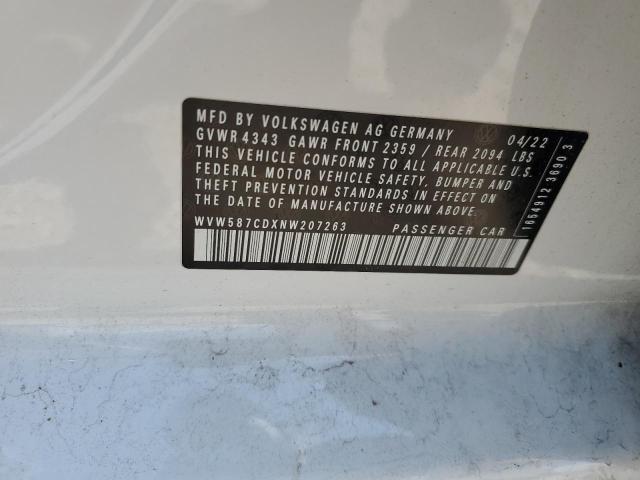 MFD BY VOLKSWAGEN AG GERMANY 04/22
GVWR 4343 GAWR FRONT 2359 / REAR 2094 LBS
THIS VEHICLE CONFORMS TO ALL APPLICABLE U.S.
FEDERAL MOTOR VEHICLE SAFETY, BUMPER AND
THEFT PREVENTION STANDARDS IN EFFECT ON
THE DATE OF MANUFACTURE SHOWN ABOVE.
WVW587CDXNW207263 PASSENGER CAR
1664912 3690 3